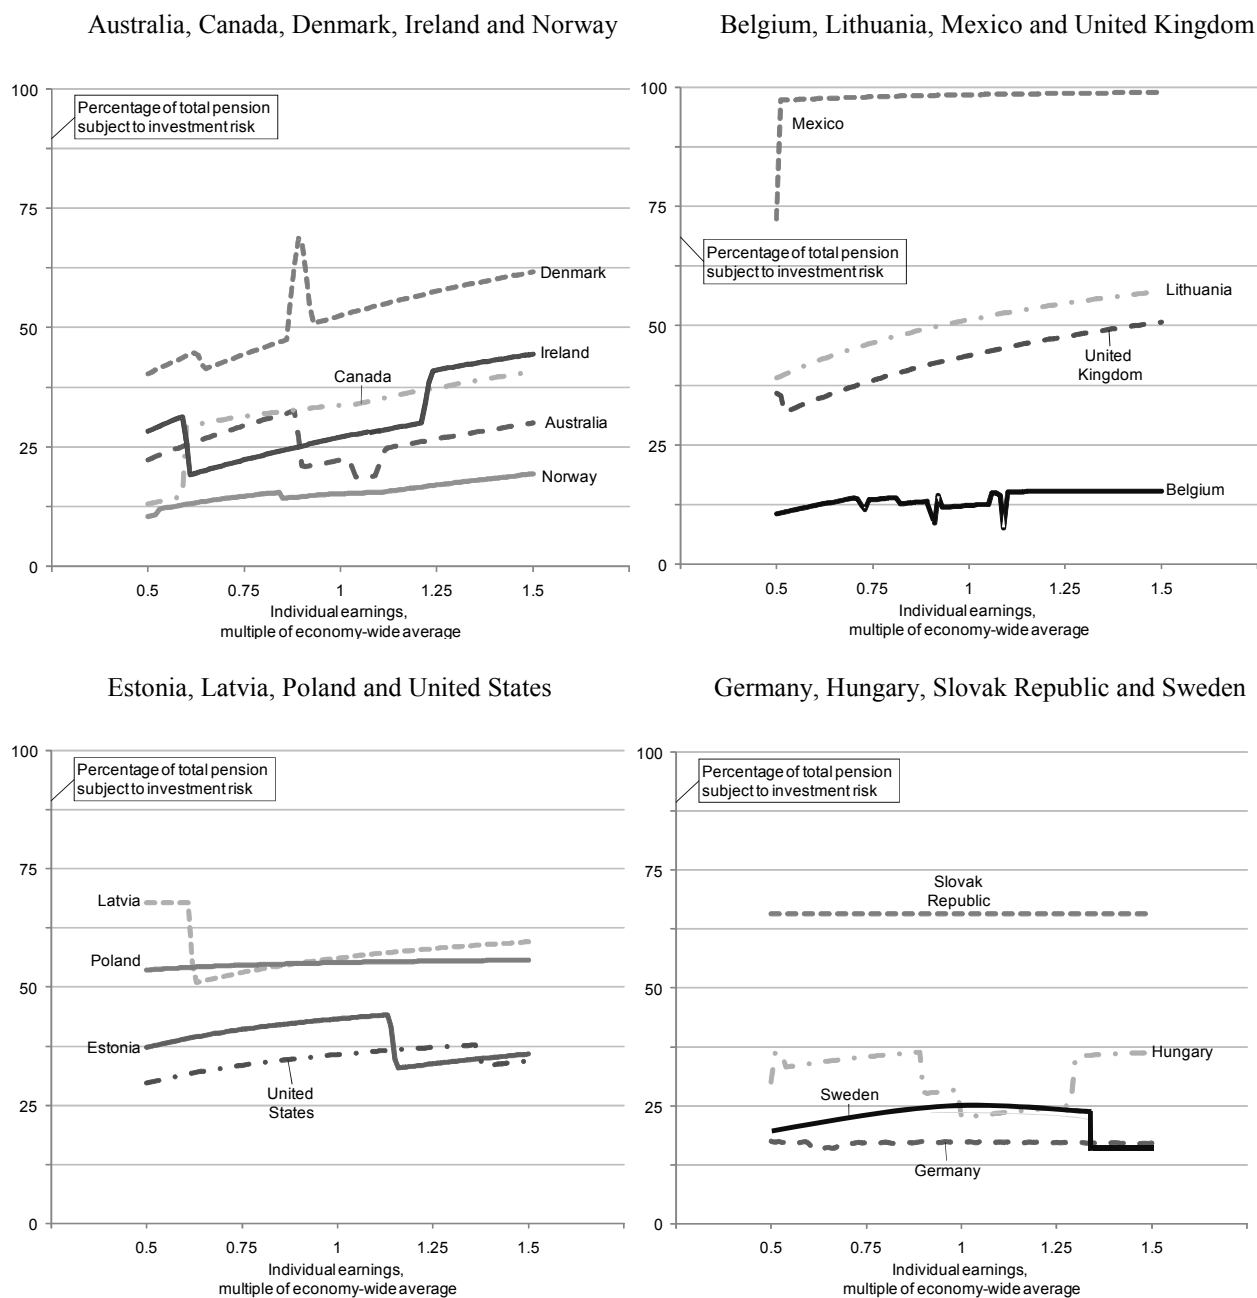 Australia, Canada, Denmark, Ireland and Norway
100
Percentage of total pension
subject to investment risk
75
50
25
0
Denmark
Ireland
Canada
Australia
Norway
0.5 0.75 1 1.25 1.5
Individual earnings,
multiple of economy-wide average
Belgium, Lithuania, Mexico and United Kingdom
100
Mexico
75
Percentage of total pension
subject to investment risk
50
25
0
Lithuania
United
Kingdom
Belgium
0.5 0.75 1 1.25 1.5
Individual earnings,
multiple of economy-wide average
Estonia, Latvia, Poland and United States
100
Percentage of total pension
subject to investment risk
75
50
25
0
Latvia
Poland
Estonia
United
States
0.5 0.75 1 1.25 1.5
Individual earnings,
multiple of economy-wide average
Germany, Hungary, Slovak Republic and Sweden
100
Percentage of total pension
subject to investment risk
75
50
25
0
Slovak
Republic
Hungary
Sweden
Germany
0.5 0.75 1 1.25 1.5
Individual earnings,
multiple of economy-wide average